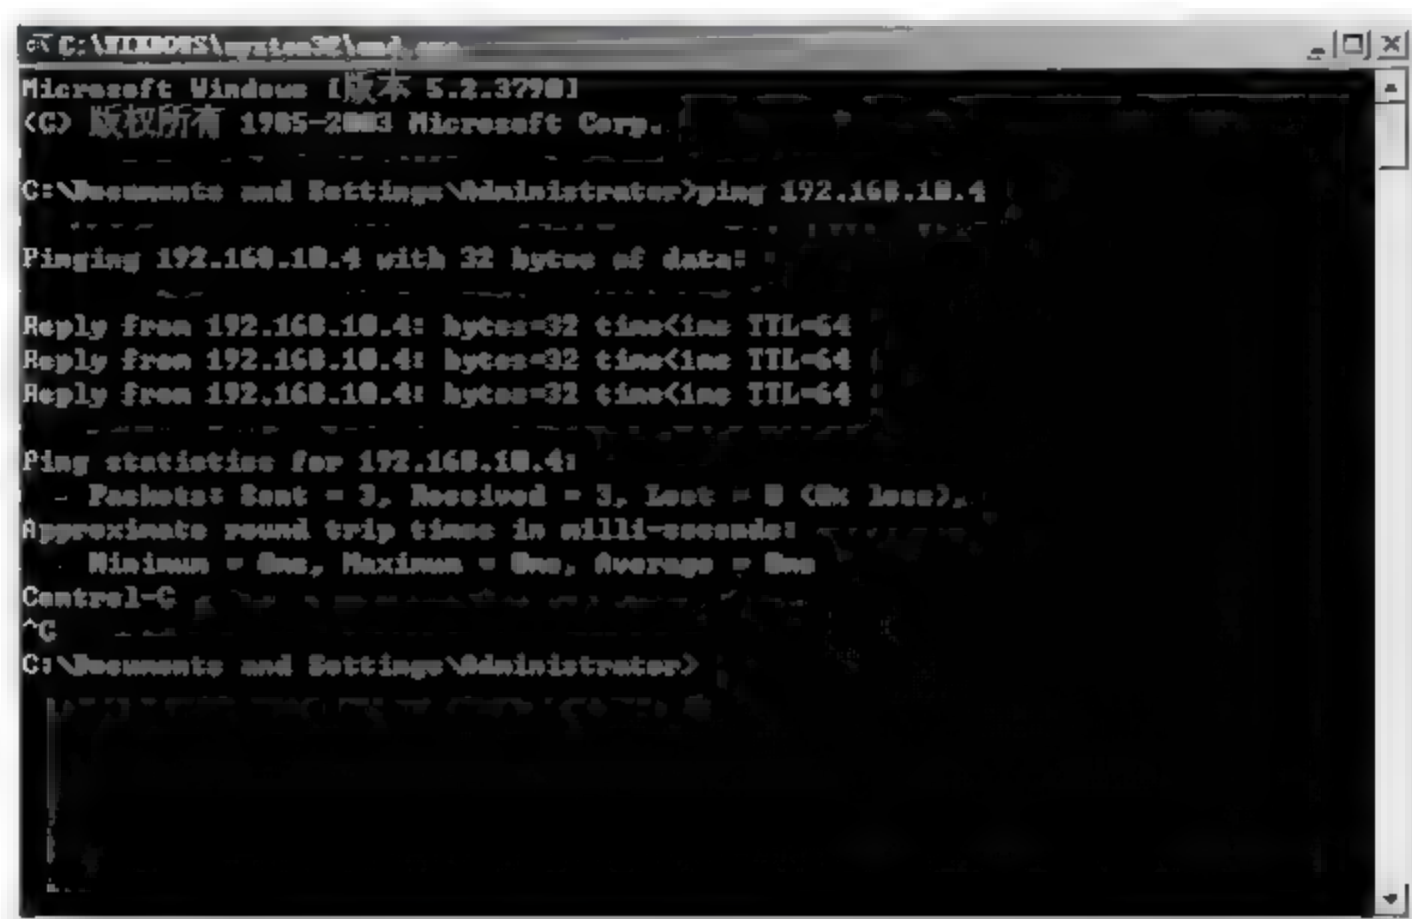 C:\WINDOWS\system32\cmd.exe
Microsoft Windows [版本 5.2.3790]
(C) 版权所有 1985-2003 Microsoft Corp.
C:\Documents and Settings\Administrator>ping 192.168.10.4
Pinging 192.168.10.4 with 32 bytes of data:
Reply from 192.168.10.4: bytes=32 time<1ms TTL=64
Reply from 192.168.10.4: bytes=32 time<1ms TTL=64
Reply from 192.168.10.4: bytes=32 time<1ms TTL=64
Ping statistics for 192.168.10.4:
Packets: Sent = 3, Received = 3, Lost = 0 (0% loss),
Approximate round trip times in milli-seconds:
Minimum = 0ms, Maximum = 0ms, Average = 0ms
Control-C
^C
C:\Documents and Settings\Administrator>